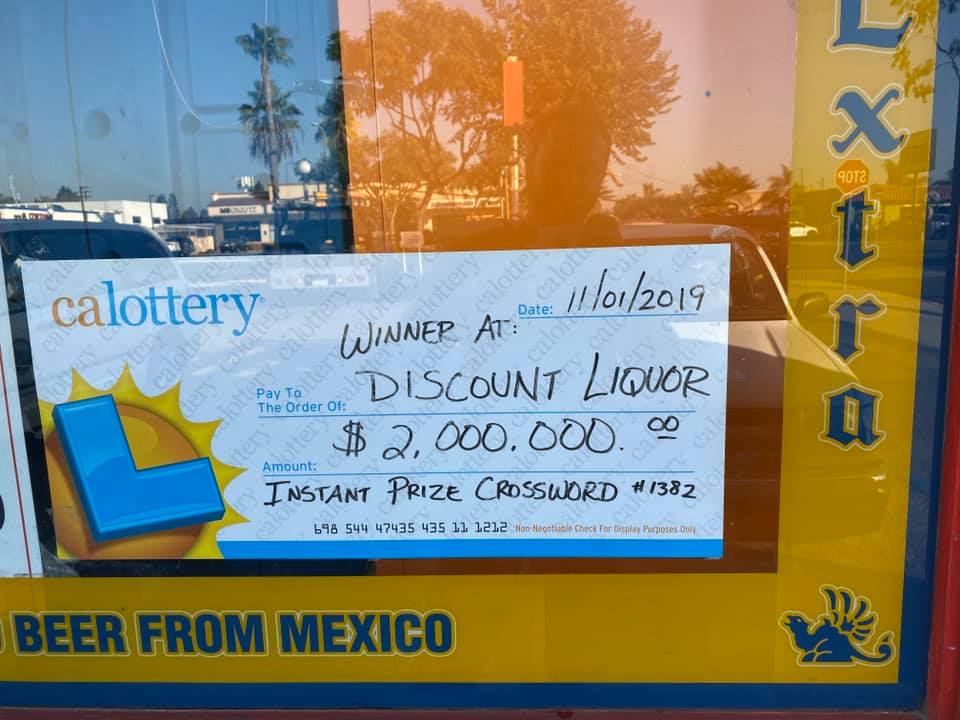 Extra
STOP
calottery
Date: 11/01/2019
WINNER AT:
Pay To
The Order Of: DISCOUNT LIQUOR
$ 2,000,000.00
Amount:
INSTANT PRIZE CROSSWORD #1382
698 544 47435 435 11 1212 Non-Negotiable Check For Display Purposes Only
BEER FROM MEXICO